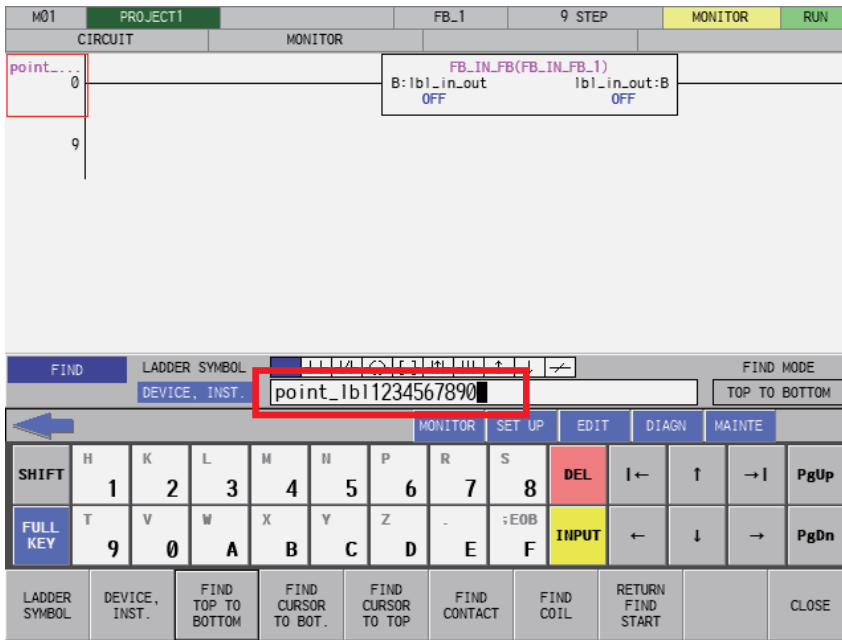 M01 PROJECT1 FB_1 9 STEP MONITOR RUN
CIRCUIT MONITOR
point_... FB_IN_FB(FB_IN_FB_1)
0 B:lbl_in_out lbl_in_out:B
OFF OFF
9
FIND LADDER SYMBOL FIND MODE
DEVICE, INST. point_lbl1234567890 TOP TO BOTTOM
MONITOR SET UP EDIT DIAGN MAINTE
SHIFT H 1 K 2 L 3 M 4 N 5 P 6 R 7 S 8 DEL |← ↑ →| PgUp
FULL KEY T 9 V 0 W A X B Y C Z D . E ;EOB F INPUT ← ↓ → PgDn
LADDER SYMBOL DEVICE, INST. FIND TOP TO BOTTOM FIND CURSOR TO BOT. FIND CURSOR TO TOP FIND CONTACT FIND COIL RETURN FIND START CLOSE